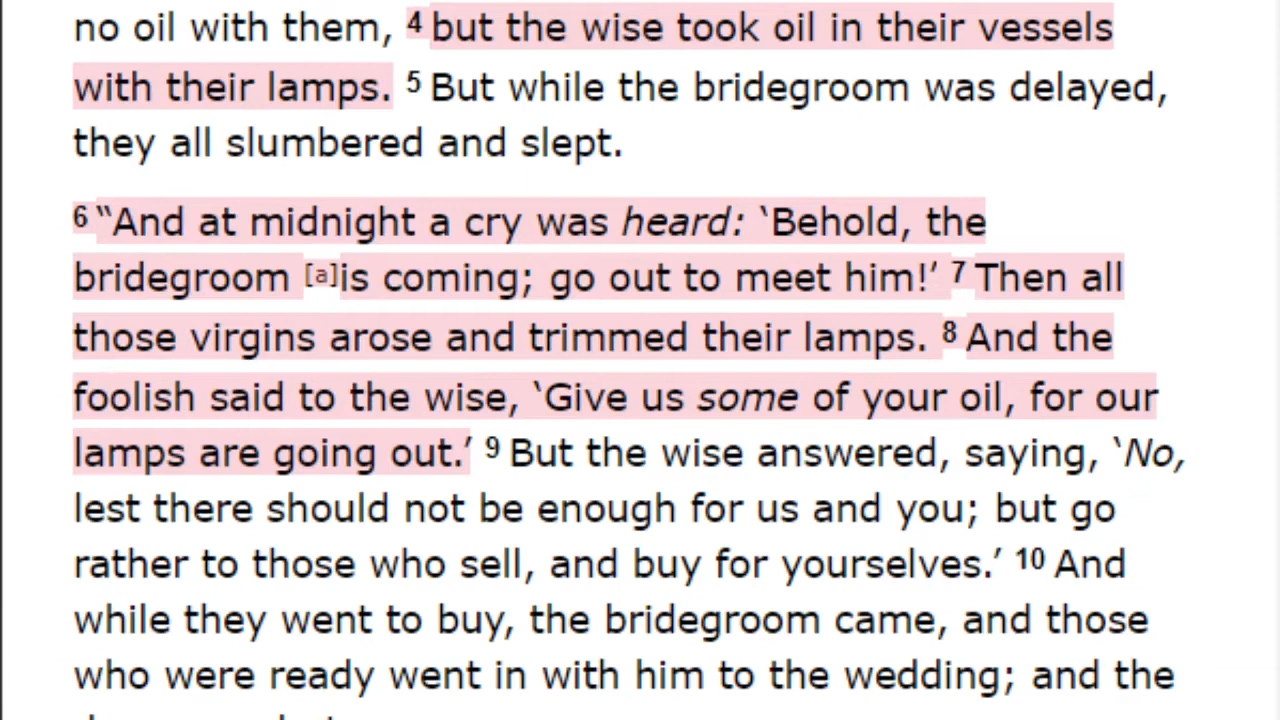 no oil with them, 4 but the wise took oil in their vessels
with their lamps. 5 But while the bridegroom was delayed,
they all slumbered and slept.
6 “And at midnight a cry was heard: ‘Behold, the
bridegroom [a]is coming; go out to meet him!’ 7 Then all
those virgins arose and trimmed their lamps. 8 And the
foolish said to the wise, ‘Give us some of your oil, for our
lamps are going out.’ 9 But the wise answered, saying, ‘No,
lest there should not be enough for us and you; but go
rather to those who sell, and buy for yourselves.’ 10 And
while they went to buy, the bridegroom came, and those
who were ready went in with him to the wedding; and the